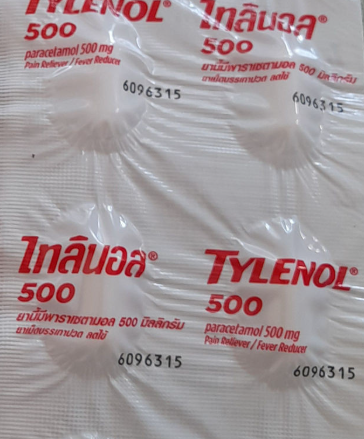 TYLENOL®
500
paracetamol 500 mg
Pain Reliever / Fever Reducer
6096315
ไทลินอล®
500
ยานี้มีพาราเซตามอล 500 มิลลิกรัม
ยาเม็ดบรรเทาปวด ลดไข้
6096315
ไทลินอล®
500
ยานี้มีพาราเซตามอล 500 มิลลิกรัม
ยาเม็ดบรรเทาปวด ลดไข้
6096315
TYLENOL®
500
paracetamol 500 mg
Pain Reliever / Fever Reducer
6096315